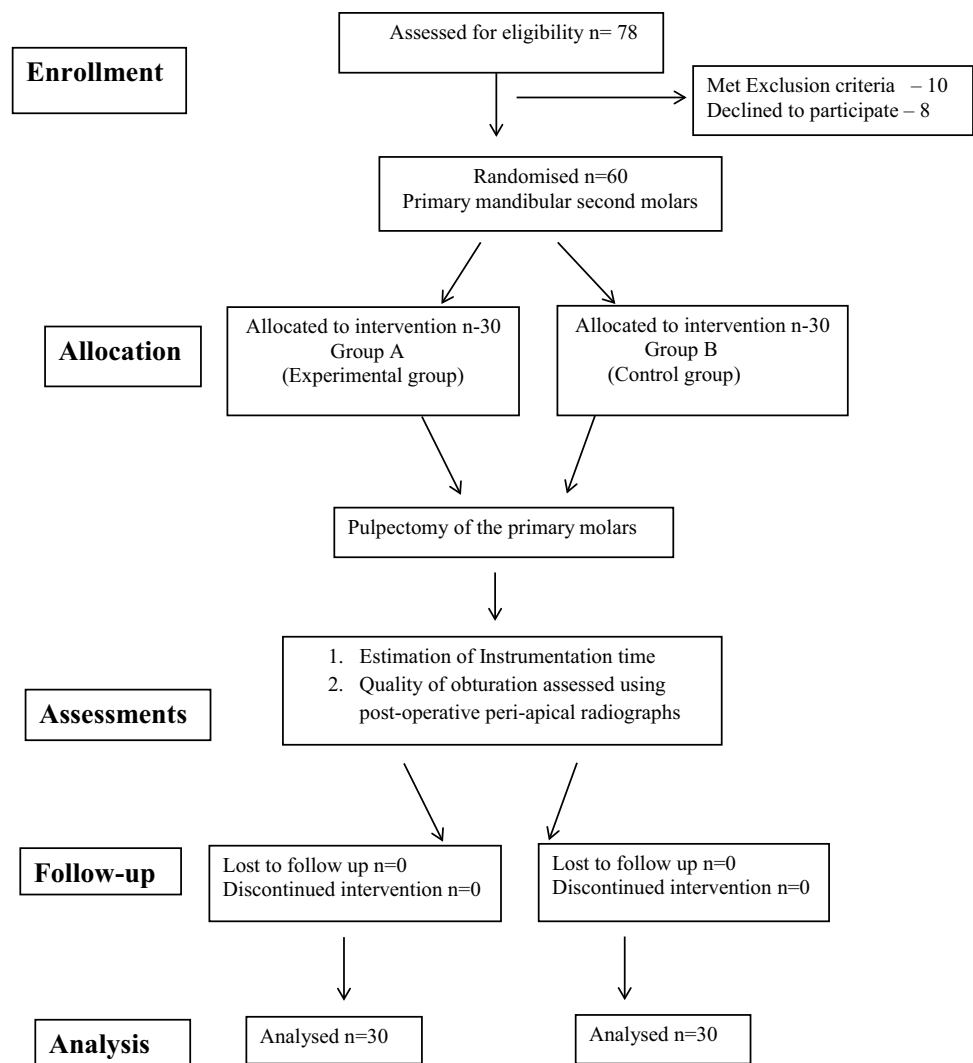 Assessed for eligibility n= 78
Enrollment
Met Exclusion criteria – 10
Declined to participate – 8
Randomised n=60
Primary mandibular second molars
Allocation
Allocated to intervention n-30
Group A
(Experimental group)
Allocated to intervention n-30
Group B
(Control group)
Pulpectomy of the primary molars
Assessments
1. Estimation of Instrumentation time
2. Quality of obturation assessed using
post-operative peri-apical radiographs
Follow-up
Lost to follow up n=0
Discontinued intervention n=0
Lost to follow up n=0
Discontinued intervention n=0
Analysis
Analysed n=30
Analysed n=30